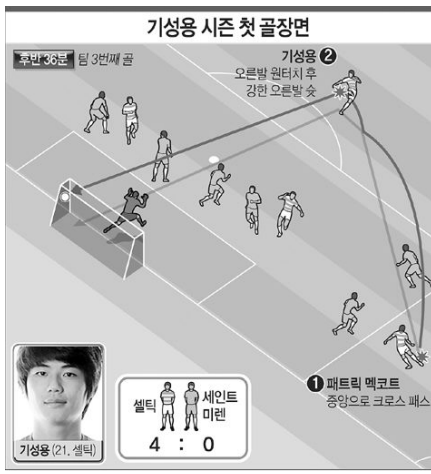 기성용 시즌 첫 골장면
후반 36분 팀 3번째 골
기성용 ❷
오른발 원터치 후
강한 오른발 슛
❶ 패트릭 멕코트
중앙으로 크로스 패스
기성용 (21. 셀틱)
셀틱
세인트
미렌
4 : 0